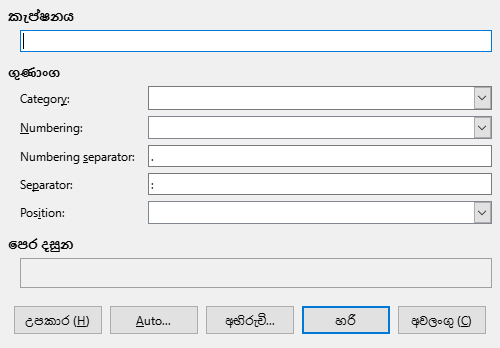 කැප්ෂනය
ගුණාංග
Category:
Numbering:
Numbering separator: .
Separator: :
Position:
පෙර දසුන
උපකාර (H) Auto... අභිරුචි... හරි අවලංගු (C)